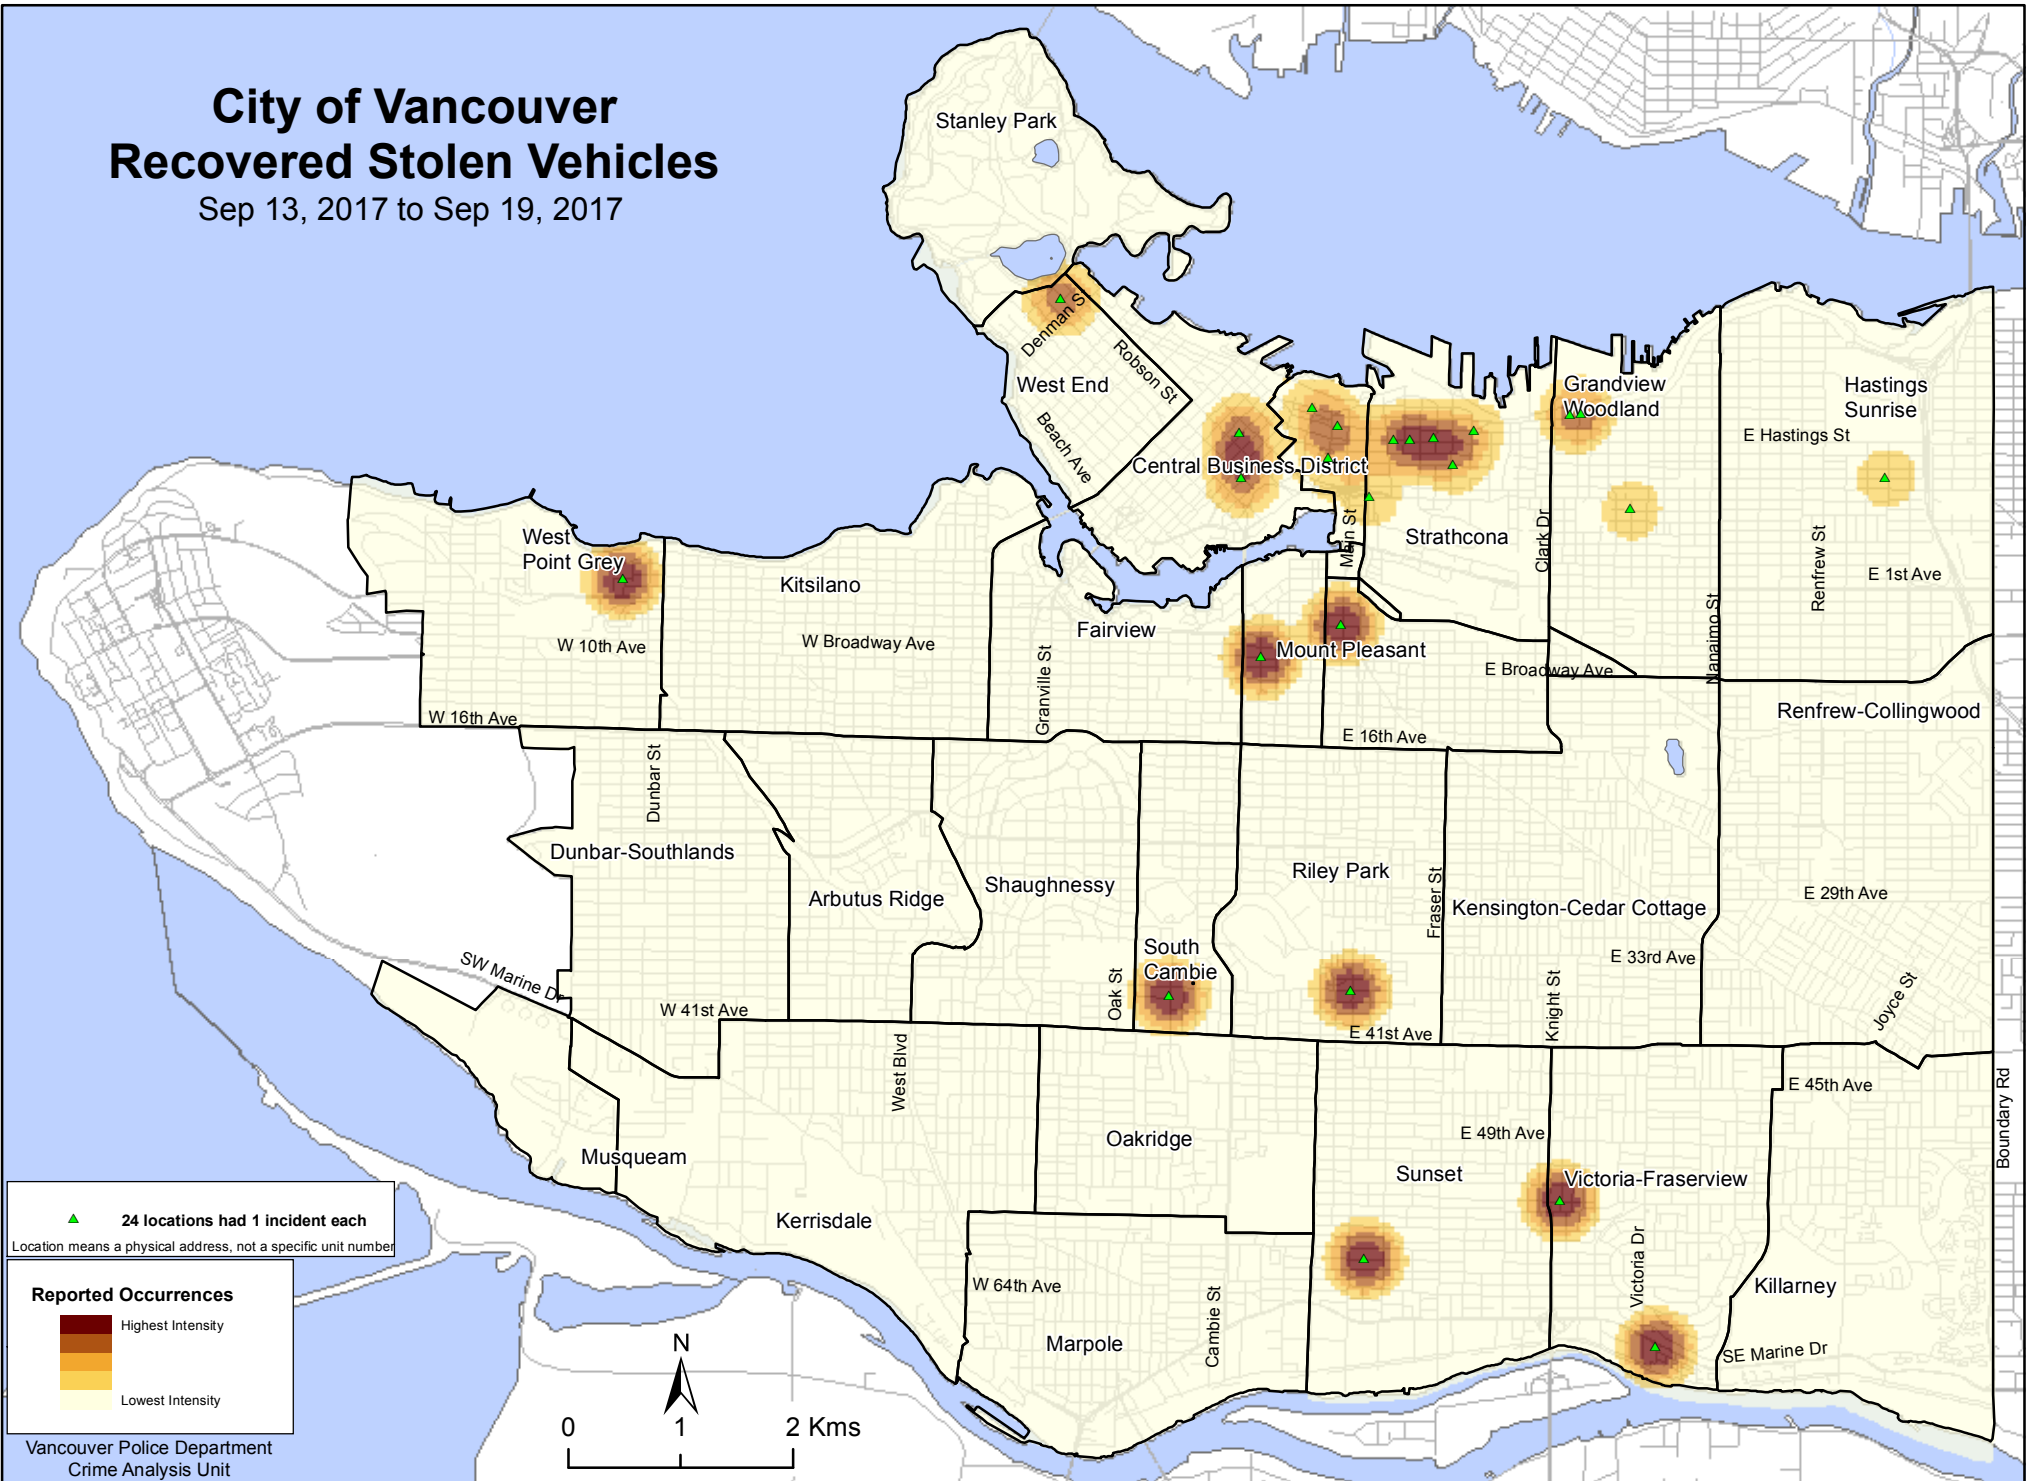 City of Vancouver
Recovered Stolen Vehicles
Sep 13, 2017 to Sep 19, 2017
Stanley Park
Denman St
Robson St
West End
Beach Ave
Central Business District
Grandview
Woodland
Hastings
Sunrise
E Hastings St
West
Point Grey
Kitsilano
Fairview
Main St
Strathcona
Clark Dr
Nanaimo St
Renfrew St
E 1st Ave
W 10th Ave
W Broadway Ave
Granville St
Mount Pleasant
E Broadway Ave
W 16th Ave
E 16th Ave
Renfrew-Collingwood
Dunbar St
Dunbar-Southlands
Arbutus Ridge
Shaughnessy
Riley Park
Fraser St
Kensington-Cedar Cottage
E 29th Ave
South
Cambie
E 33rd Ave
SW Marine Dr
W 41st Ave
Oak St
E 41st Ave
Knight St
Joyce St
West Blvd
E 45th Ave
Boundary Rd
Musqueam
Oakridge
E 49th Ave
Sunset
Victoria-Fraserview
Kerrisdale
Victoria Dr
W 64th Ave
Cambie St
Killarney
Marpole
SE Marine Dr
24 locations had 1 incident each
Location means a physical address, not a specific unit number
Reported Occurrences
Highest Intensity
Lowest Intensity
N
0 1 2 Kms
Vancouver Police Department
Crime Analysis Unit